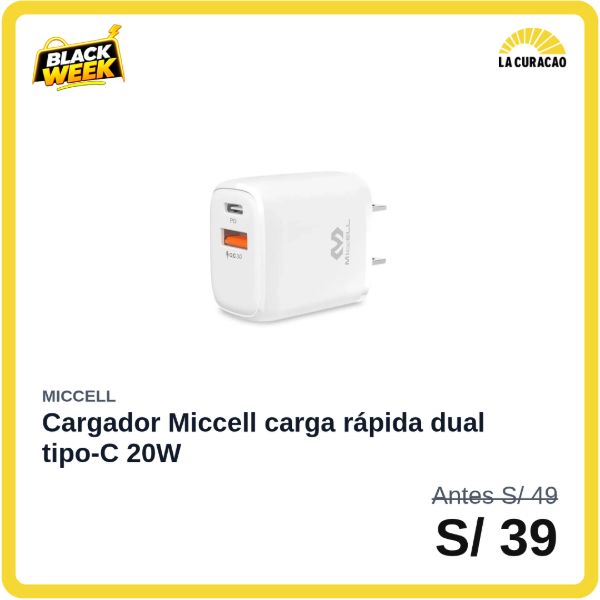 BLACK
WEEK
LA CURACAO
PD
QC3.0
MICCELL
MICCELL
Cargador Miccell carga rápida dual
tipo-C 20W
Antes S/ 49
S/ 39